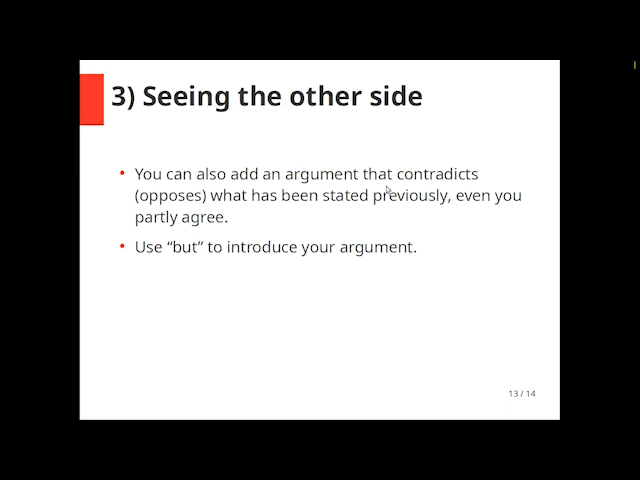 3) Seeing the other side
You can also add an argument that contradicts
(opposes) what has been stated previously, even you
partly agree.
Use “but” to introduce your argument.
13 / 14